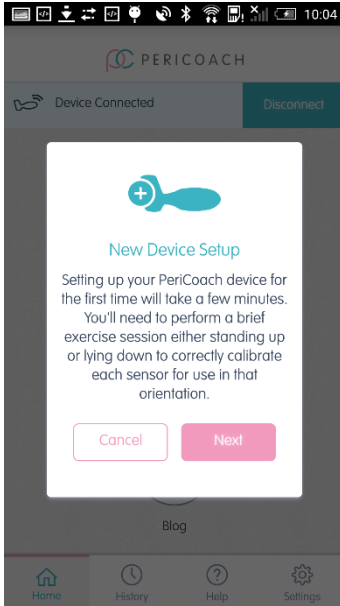 10:04
PERICOACH
Device Connected
Disconnect
New Device Setup
Setting up your PeriCoach device for
the first time will take a few minutes.
You'll need to perform a brief
exercise session either standing up
or lying down to correctly calibrate
each sensor for use in that
orientation.
Cancel
Next
Blog
Home
History
Help
Settings